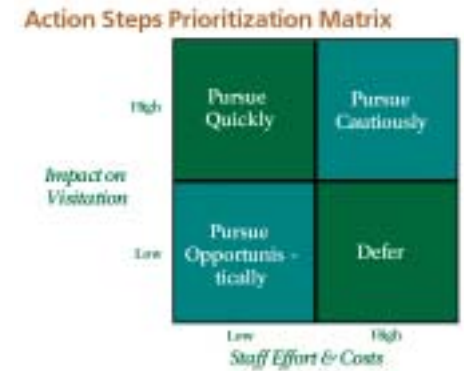 Action Steps Prioritization Matrix
High
Pursue
Quickly
Pursue
Cautiously
Impact on
Visitation
Low
Pursue
Opportunis -
tically
Defer
Low
High
Staff Effort & Costs